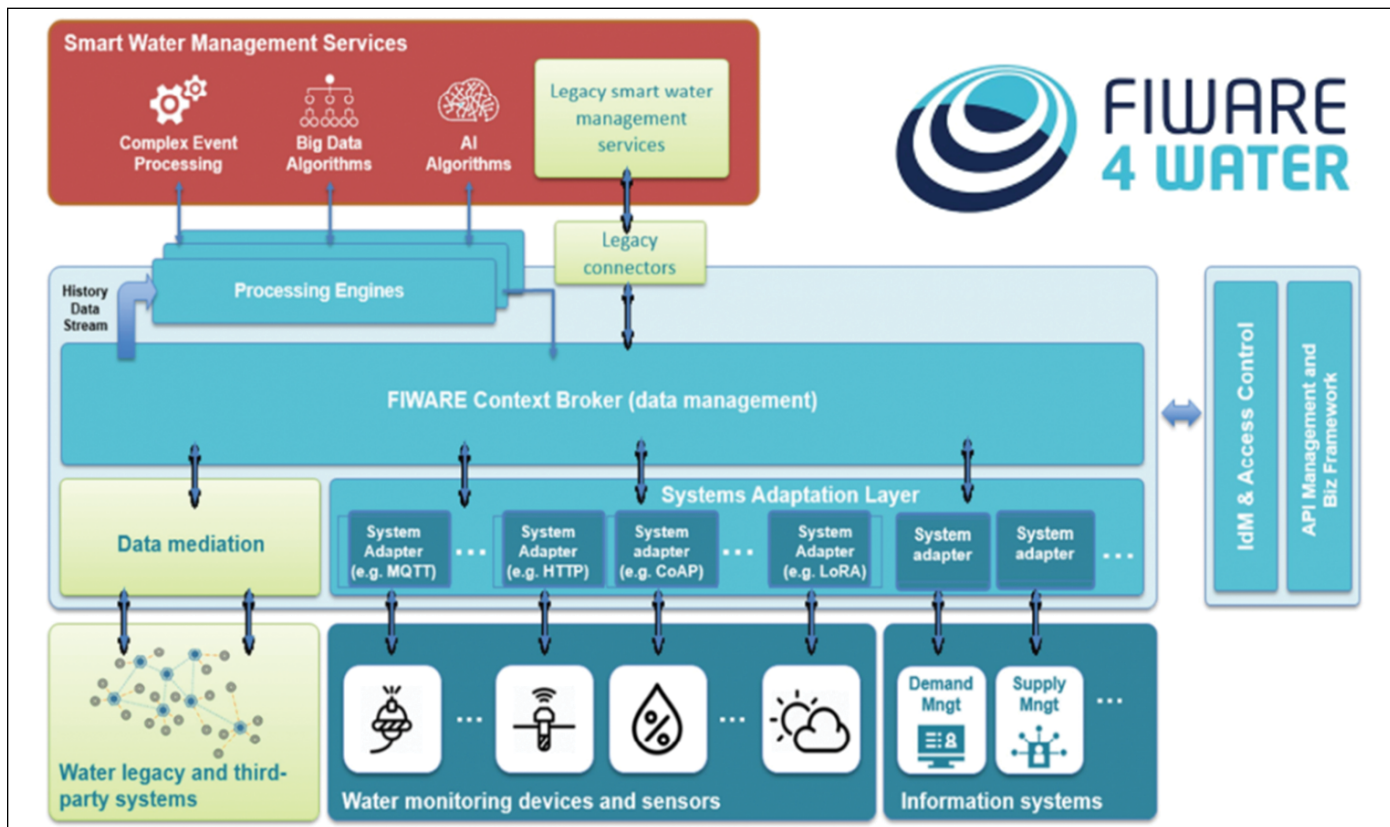 Smart Water Management Services
Complex Event
Processing
Big Data
Algorithms
AI
Algorithms
Legacy smart water
management
services
FIWARE
4 WATER
Legacy
connectors
History
Data
Stream
Processing Engines
FIWARE Context Broker (data management)
IdM & Access Control
API Management and
Biz Framework
Data mediation
Systems Adaptation Layer
System
Adapter
(e.g. MQTT)
...
System
Adapter
(e.g. HTTP)
System
adapter
(e.g. CoAP)
...
System
Adapter
(e.g. LoRA)
System
adapter
System
adapter
...
Water legacy and third-
party systems
...
%
...
Water monitoring devices and sensors
Demand
Mngt
Supply
Mngt
...
Information systems